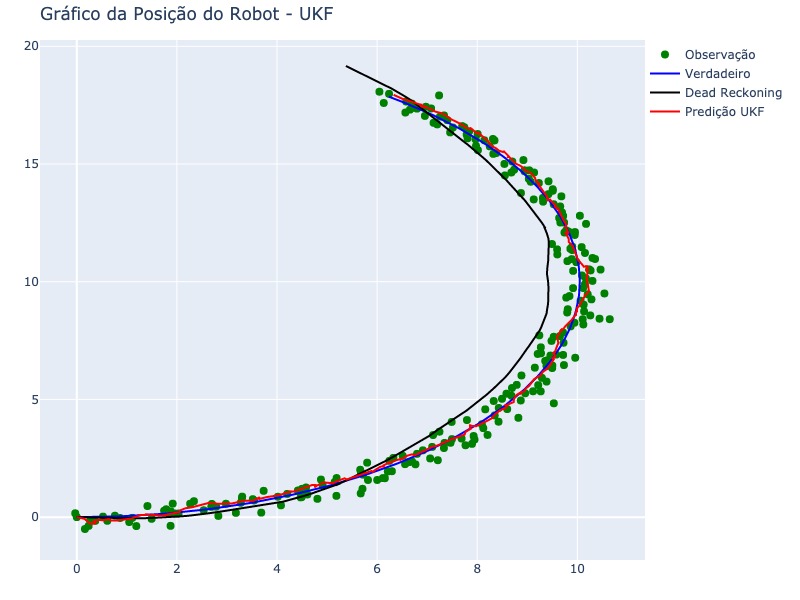 Gráfico da Posição do Robot - UKF
Observação
Verdadeiro
Dead Reckoning
Predição UKF
20
15
10
5
0
0 2 4 6 8 10